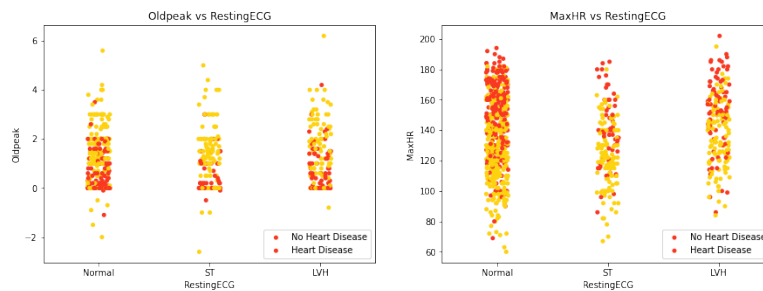 Oldpeak vs RestingECG
6
4
2
0
−2
Oldpeak
Normal
ST
LVH
RestingECG
No Heart Disease
Heart Disease
MaxHR vs RestingECG
200
180
160
140
120
100
80
60
MaxHR
Normal
ST
LVH
RestingECG
No Heart Disease
Heart Disease